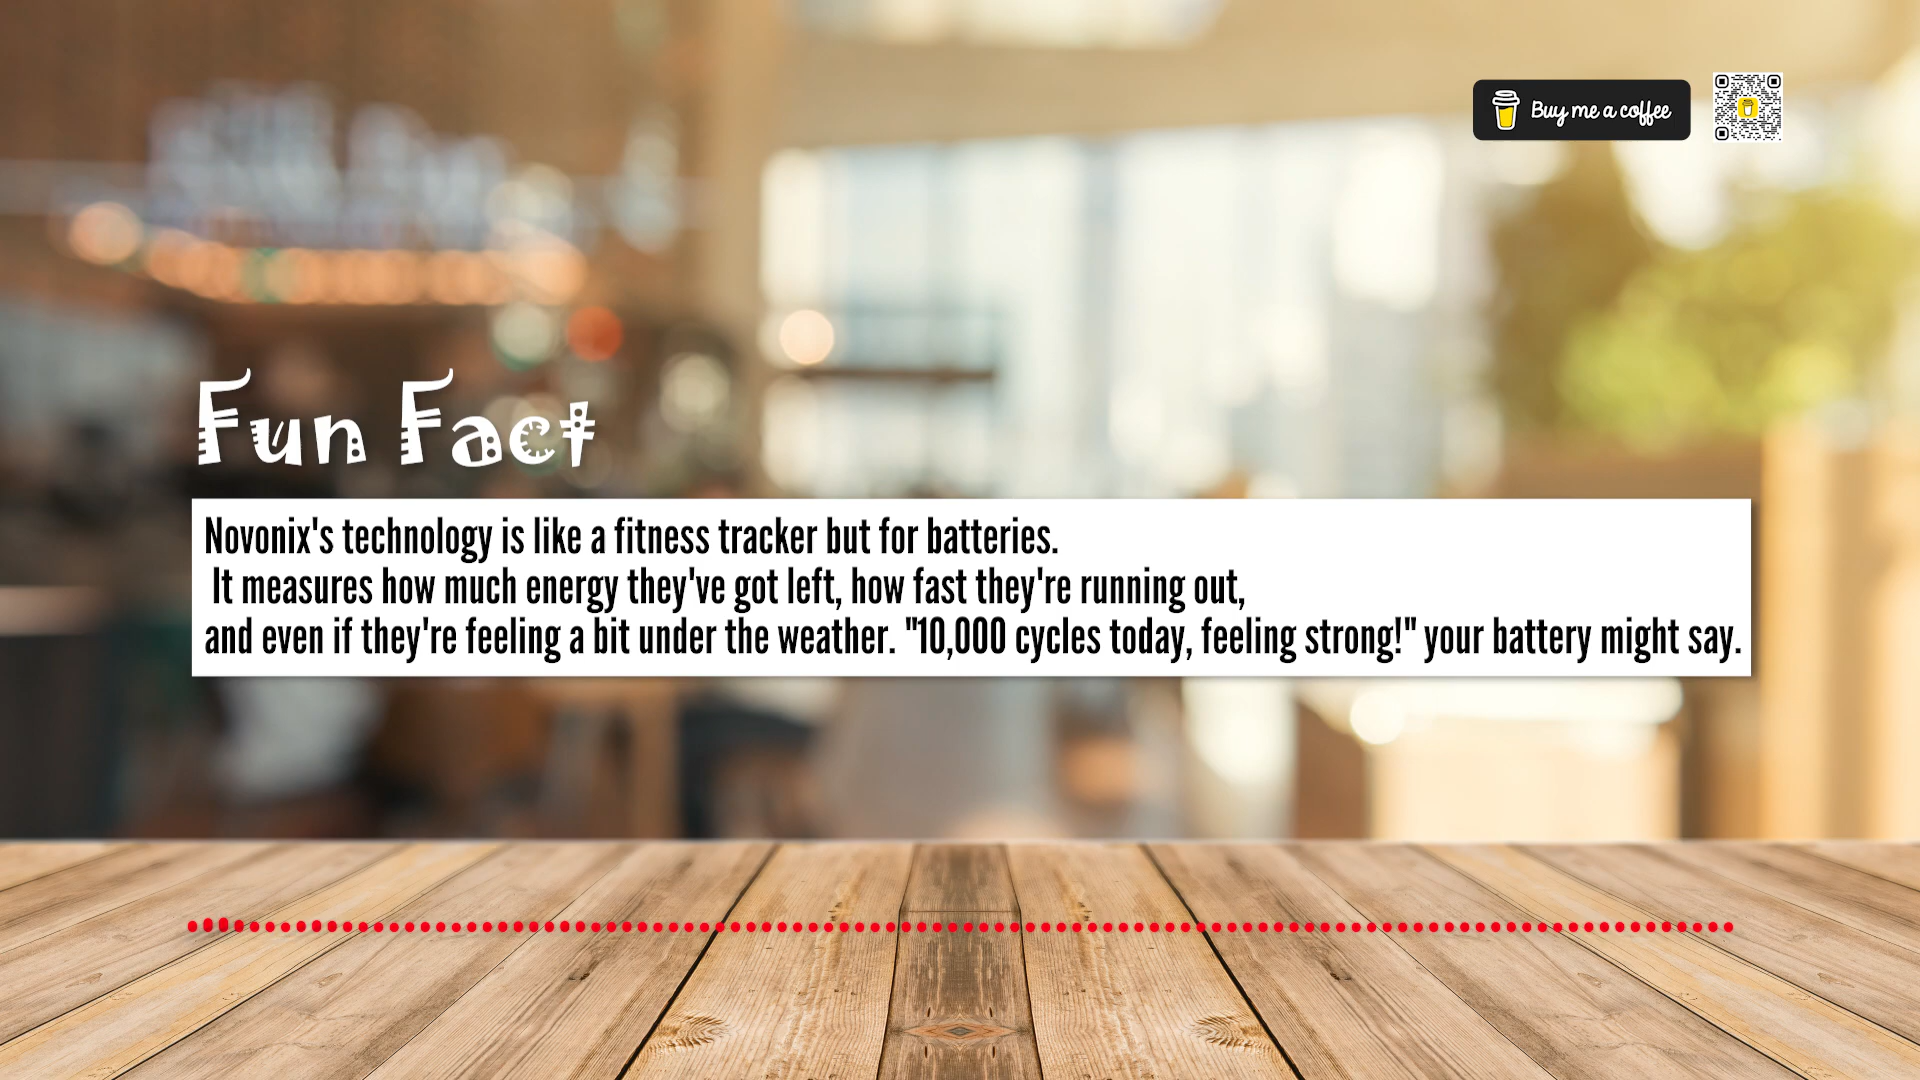 Buy me a coffee
Fun Fact
Novonix's technology is like a fitness tracker but for batteries.
It measures how much energy they've got left, how fast they're running out,
and even if they're feeling a bit under the weather. "10,000 cycles today, feeling strong!" your battery might say.